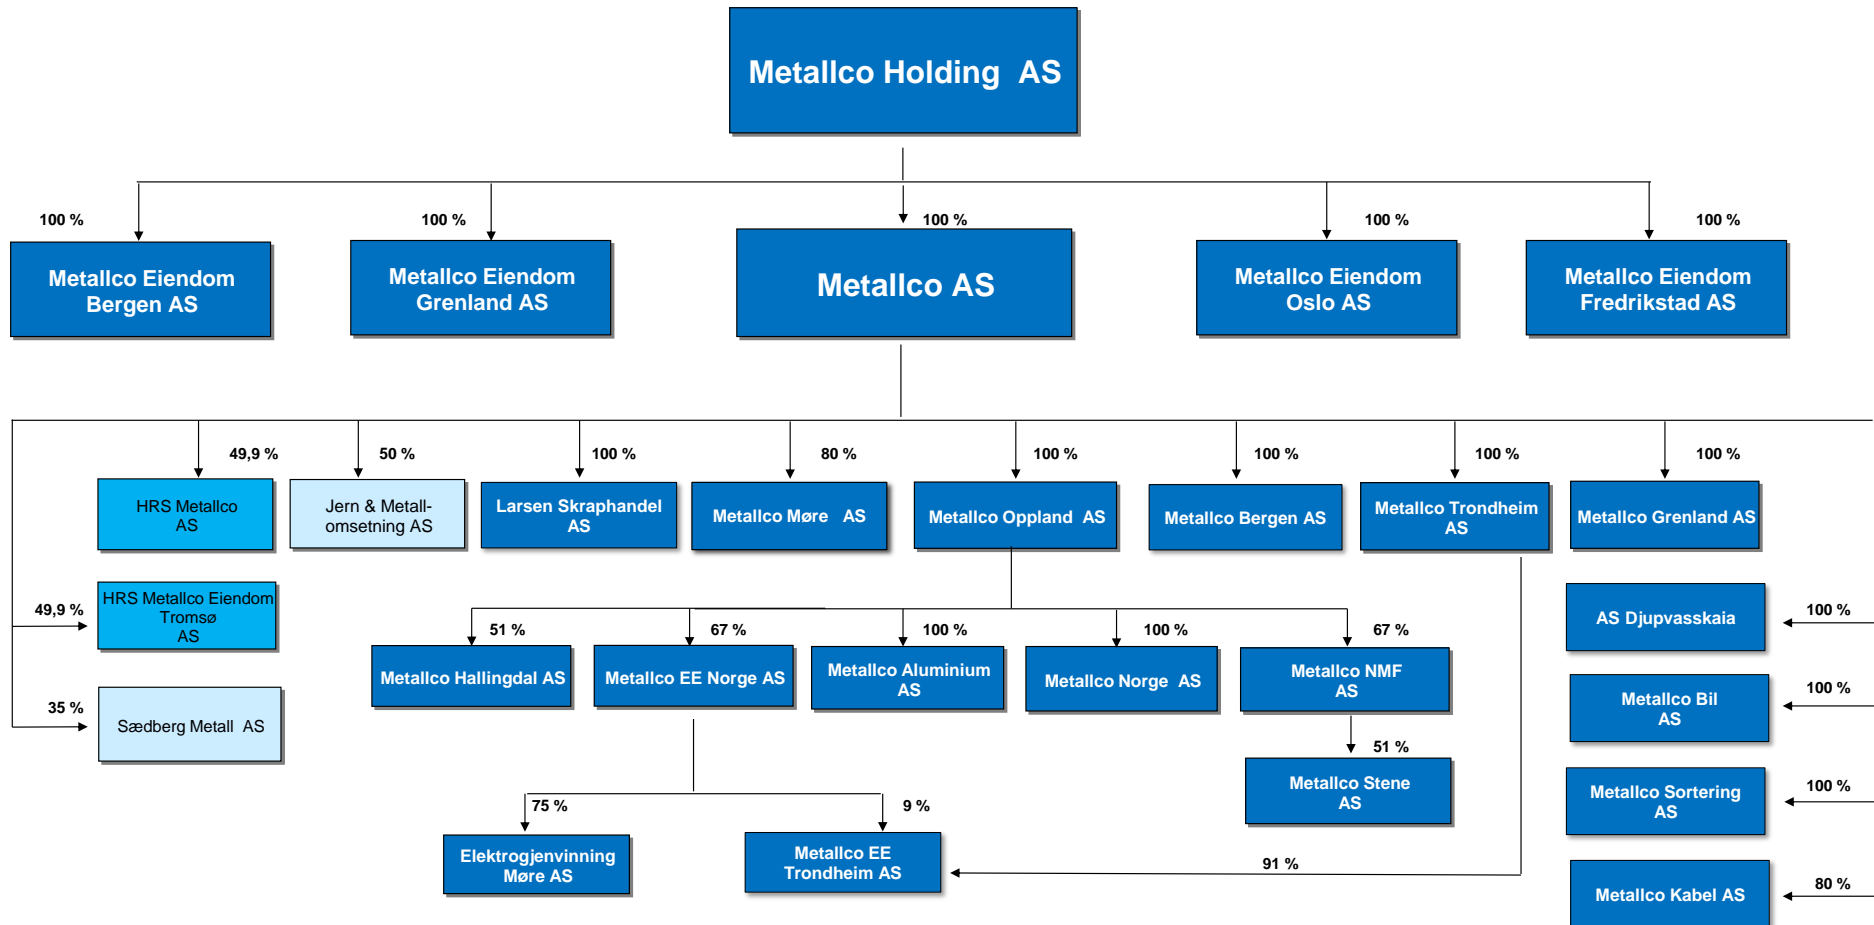 Metallco Holding AS
100 %
100 %
100 %
100 %
100 %
Metallco Eiendom
Bergen AS
Metallco Eiendom
Grenland AS
Metallco AS
Metallco Eiendom
Oslo AS
Metallco Eiendom
Fredrikstad AS
49,9 %
50 %
100 %
80 %
100 %
100 %
100 %
100 %
HRS Metallco
AS
Jern & Metall-
omsetning AS
Larsen Skraphandel
AS
Metallco Møre AS
Metallco Oppland AS
Metallco Bergen AS
Metallco Trondheim
AS
Metallco Grenland AS
49,9 %
HRS Metallco Eiendom
Tromsø
AS
AS Djupvasskaia
100 %
51 %
67 %
100 %
100 %
67 %
Metallco Hallingdal AS
Metallco EE Norge AS
Metallco Aluminium
AS
Metallco Norge AS
Metallco NMF
AS
35 %
Sædberg Metall AS
Metallco Bil
AS
100 %
51 %
Metallco Stene
AS
Metallco Sortering
AS
100 %
75 %
9 %
Elektrogjenvinning
Møre AS
Metallco EE
Trondheim AS
91 %
Metallco Kabel AS
80 %